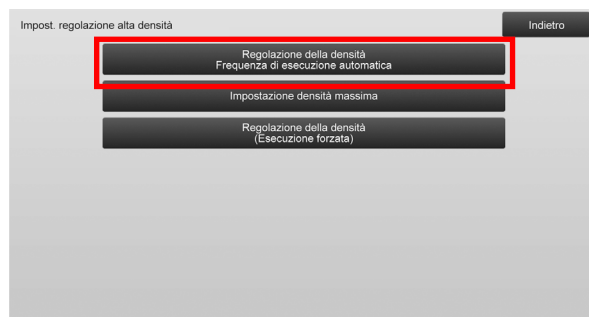 Impost. regolazione alta densità
Indietro
Regolazione della densità
Frequenza di esecuzione automatica
Impostazione densità massima
Regolazione della densità
(Esecuzione forzata)